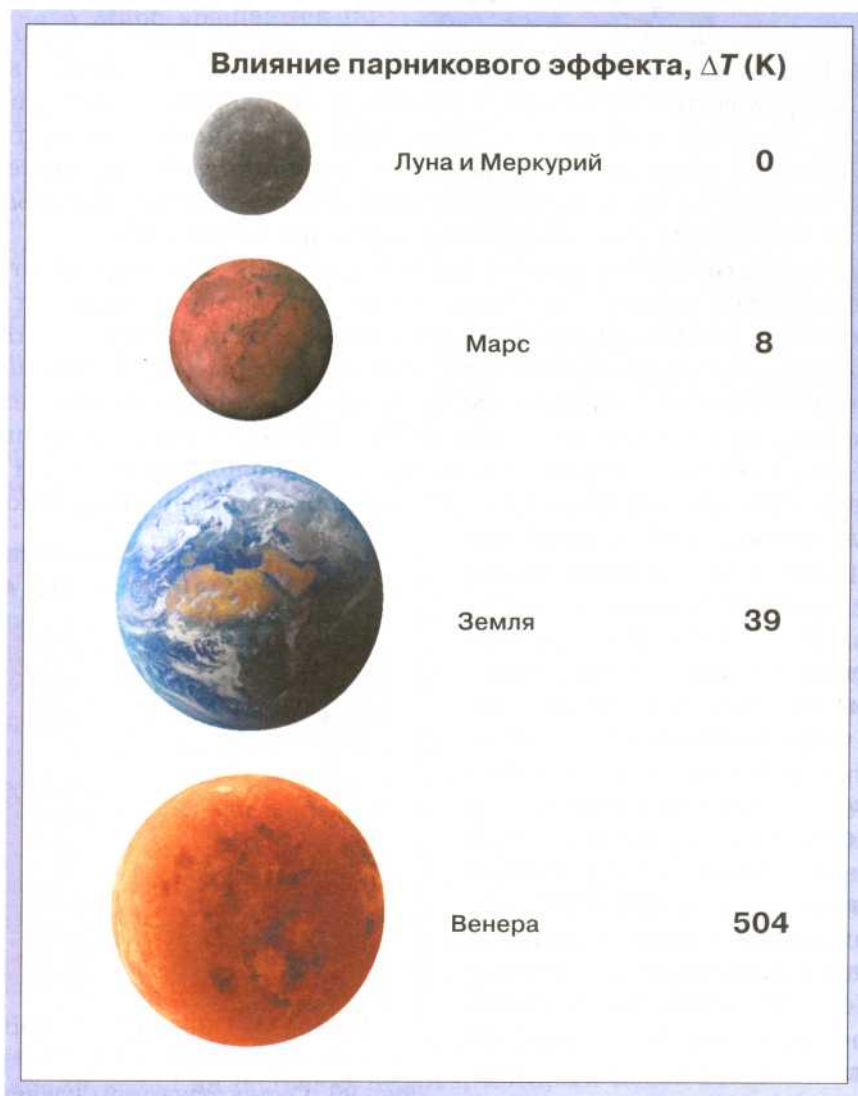 Влияние парникового эффекта, ΔT (K)
Луна и Меркурий 0
Марс 8
Земля 39
Венера 504